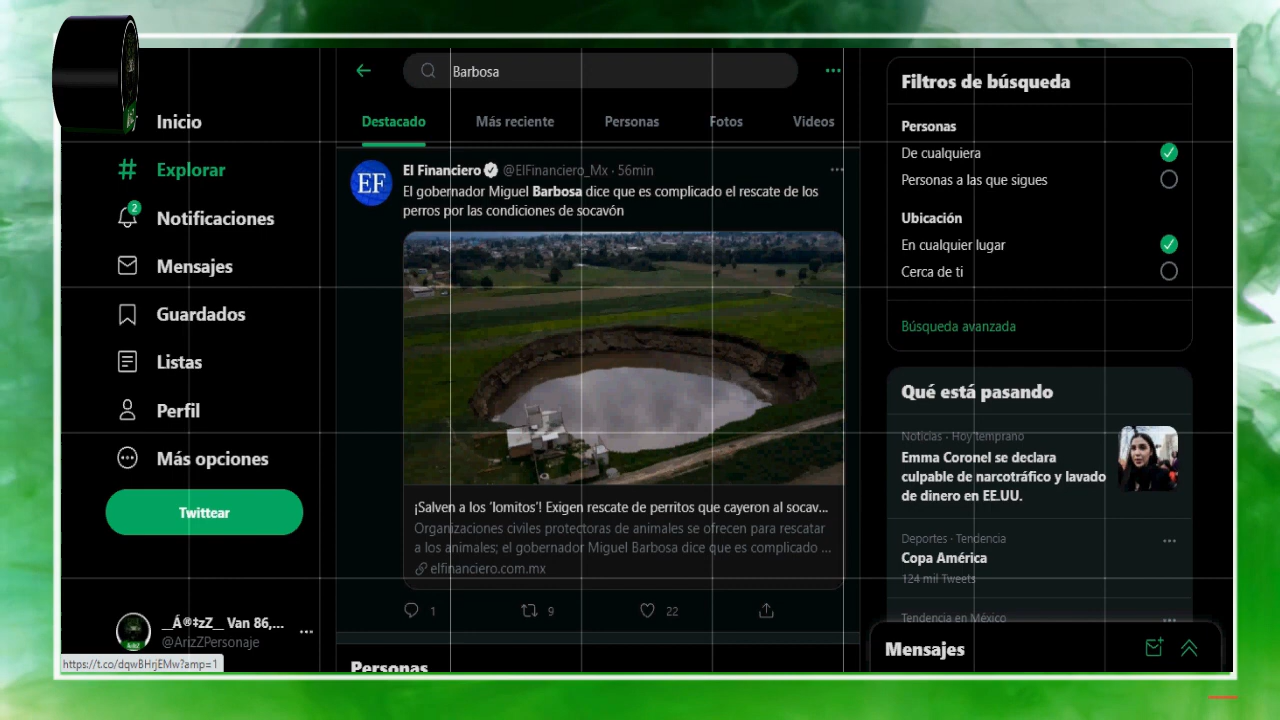 Barbosa
Inicio
Explorar
2
Notificaciones
Mensajes
Guardados
Listas
Perfil
Más opciones
Twittear
@ArizZPersonaje
https://t.co/dqwBHrjEMw?amp=1
Destacado
Más reciente
Personas
Fotos
Videos
EF
El Financiero @ElFinanciero_Mx · 56min
El gobernador Miguel Barbosa dice que es complicado el rescate de los
perros por las condiciones de socavón
¡Salven a los 'lomitos'! Exigen rescate de perritos que cayeron al socav...
Organizaciones civiles protectoras de animales se ofrecen para rescatar
a los animales; el gobernador Miguel Barbosa dice que es complicado ...
elfinanciero.com.mx
1
9
22
Personas
Filtros de búsqueda
Personas
De cualquiera
Personas a las que sigues
Ubicación
En cualquier lugar
Cerca de ti
Búsqueda avanzada
Qué está pasando
Noticias · Hoy temprano
Emma Coronel se declara
culpable de narcotráfico y lavado
de dinero en EE.UU.
Deportes · Tendencia
Copa América
124 mil Tweets
Tendencia en México
Mensajes